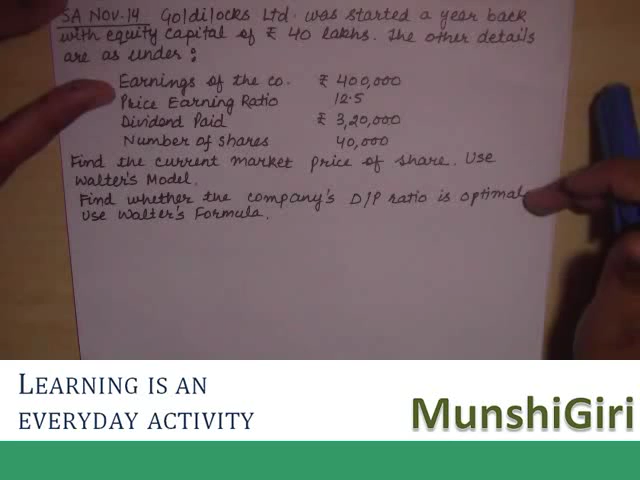 SA NOV.14 Goldilocks Ltd. was started a year back
with equity capital of ₹ 40 lakhs. The other details
are as under:
Earnings of the co. ₹ 400,000
Price Earning Ratio 12.5
Dividend Paid ₹ 3,20,000
Number of shares 40,000
Find the current market price of share. Use
Walter's Model.
Find whether the company's D/P ratio is optimal
use Walter's Formula.
LEARNING IS AN
EVERYDAY ACTIVITY
MunshiGiri